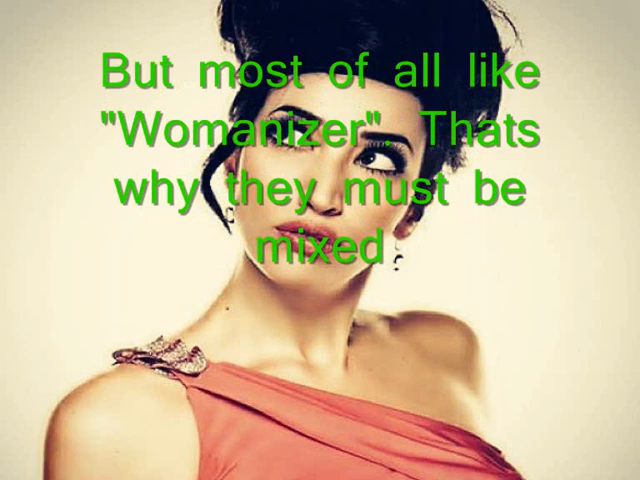 But most of all like
"Womanizer". Thats
why they must be
mixed